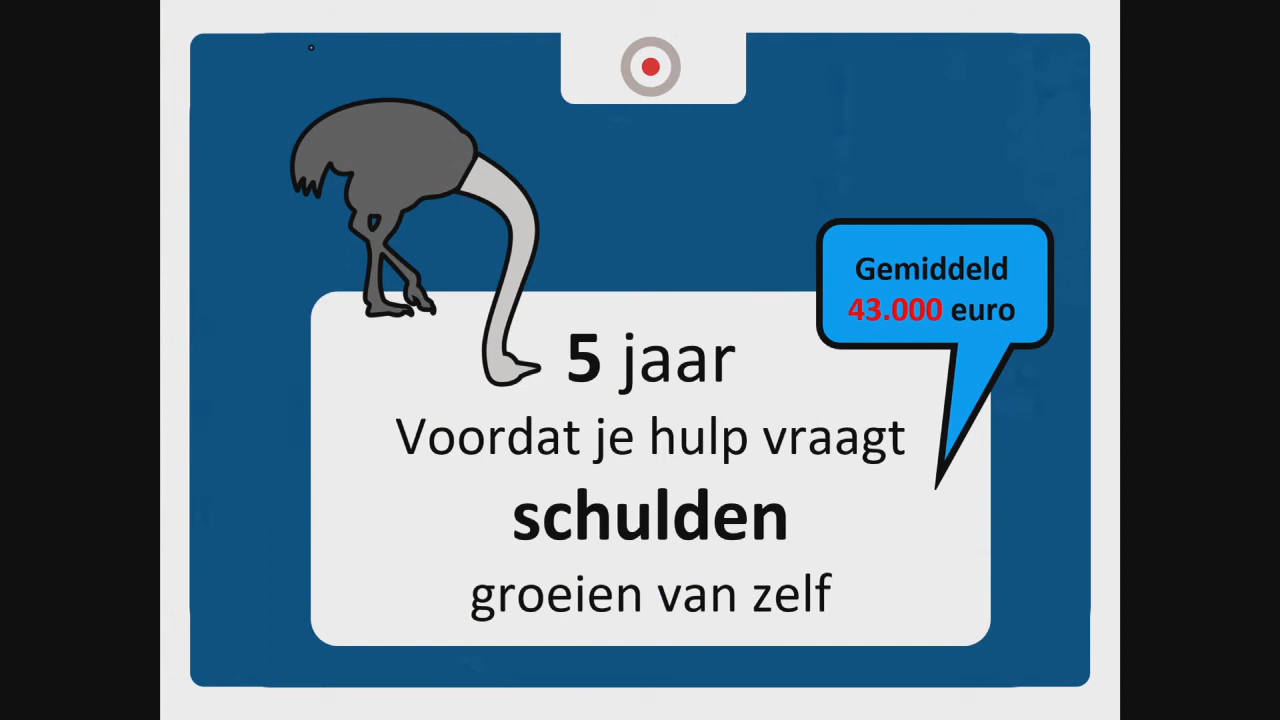 Gemiddeld
43.000 euro
5 jaar
Voordat je hulp vraagt
schulden
groeien van zelf